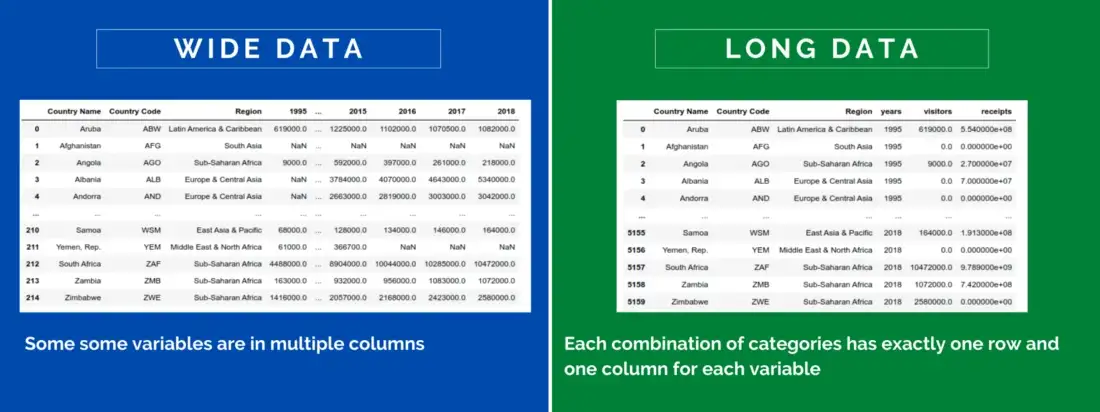 WIDE DATA
Country Name Country Code Region 1995 ... 2015 2016 2017 2018
0 Aruba ABW Latin America & Caribbean 619000.0 ... 1225000.0 1102000.0 1070500.0 1082000.0
1 Afghanistan AFG South Asia NaN ... NaN NaN NaN NaN
2 Angola AGO Sub-Saharan Africa 9000.0 ... 592000.0 397000.0 261000.0 218000.0
3 Albania ALB Europe & Central Asia NaN ... 3784000.0 4070000.0 4643000.0 5340000.0
4 Andorra AND Europe & Central Asia NaN ... 2663000.0 2819000.0 3003000.0 3042000.0
... ... ... ... ... ... ... ... ... ...
210 Samoa WSM East Asia & Pacific 68000.0 ... 128000.0 134000.0 146000.0 164000.0
211 Yemen, Rep. YEM Middle East & North Africa 61000.0 ... 366700.0 NaN NaN NaN
212 South Africa ZAF Sub-Saharan Africa 4488000.0 ... 8904000.0 10044000.0 10285000.0 10472000.0
213 Zambia ZMB Sub-Saharan Africa 163000.0 ... 932000.0 956000.0 1083000.0 1072000.0
214 Zimbabwe ZWE Sub-Saharan Africa 1416000.0 ... 2057000.0 2168000.0 2423000.0 2580000.0
Some some variables are in multiple columns
LONG DATA
Country Name Country Code Region years visitors receipts
0 Aruba ABW Latin America & Caribbean 1995 619000.0 5.540000e+08
1 Afghanistan AFG South Asia 1995 0.0 0.000000e+00
2 Angola AGO Sub-Saharan Africa 1995 9000.0 2.700000e+07
3 Albania ALB Europe & Central Asia 1995 0.0 7.000000e+07
4 Andorra AND Europe & Central Asia 1995 0.0 0.000000e+00
... ... ... ... ... ... ...
5155 Samoa WSM East Asia & Pacific 2018 164000.0 1.913000e+08
5156 Yemen, Rep. YEM Middle East & North Africa 2018 0.0 0.000000e+00
5157 South Africa ZAF Sub-Saharan Africa 2018 10472000.0 9.789000e+09
5158 Zambia ZMB Sub-Saharan Africa 2018 1072000.0 7.420000e+08
5159 Zimbabwe ZWE Sub-Saharan Africa 2018 2580000.0 0.000000e+00
Each combination of categories has exactly one row and
one column for each variable